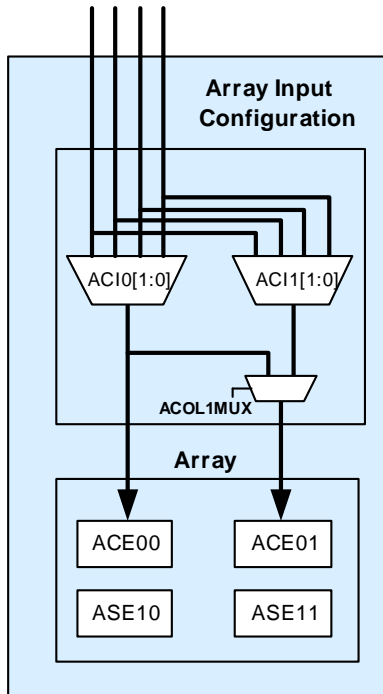 Array Input
Configuration
ACI0[1:0]
ACI1[1:0]
ACOL1MUX
Array
ACE00
ACE01
ASE10
ASE11